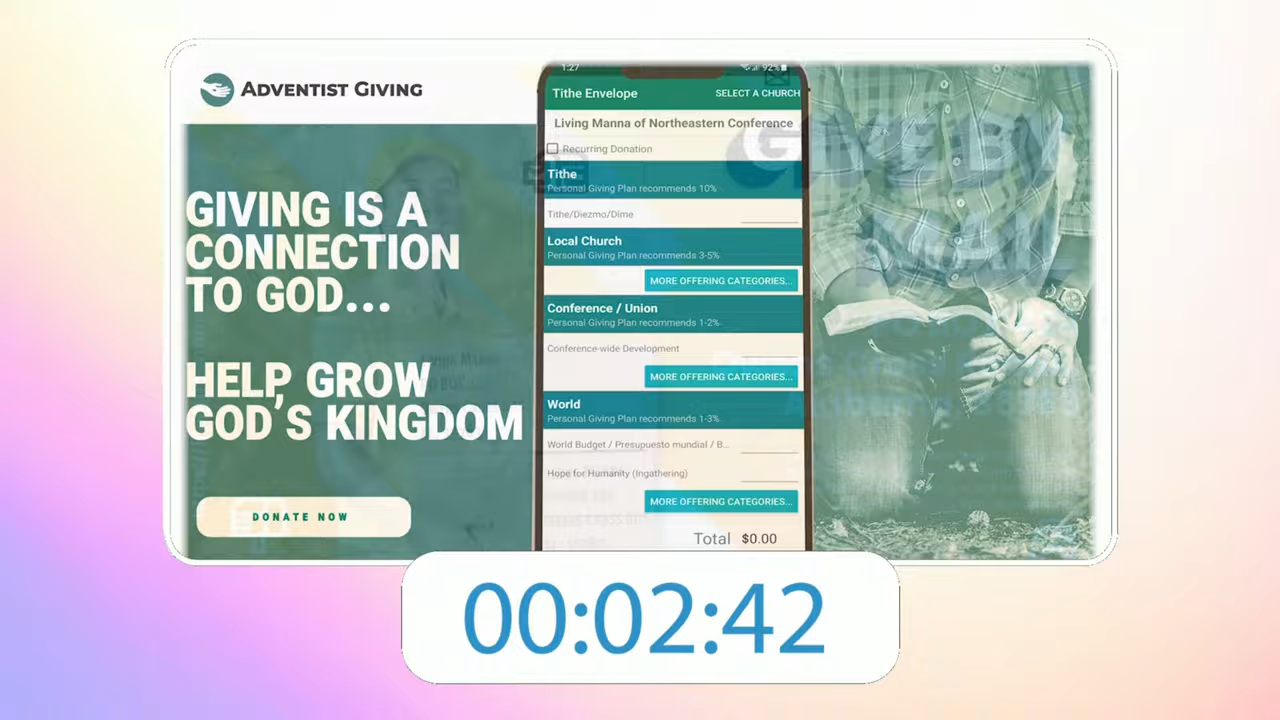 ADVENTIST GIVING
GIVING IS A
CONNECTION
TO GOD...
HELP GROW
GOD'S KINGDOM
DONATE NOW
1:27
92%
Tithe Envelope
SELECT A CHURCH
Living Manna of Northeastern Conference
Recurring Donation
Tithe
Personal Giving Plan recommends 10%
Tithe/Diezmo/Dime
Local Church
Personal Giving Plan recommends 3-5%
MORE OFFERING CATEGORIES...
Conference / Union
Personal Giving Plan recommends 1-2%
Conference-wide Development
MORE OFFERING CATEGORIES...
World
Personal Giving Plan recommends 1-3%
World Budget / Presupuesto mundial / B...
Hope for Humanity (Ingathering)
MORE OFFERING CATEGORIES...
Total $0.00
GIVE BY
MAIL
00:02:42